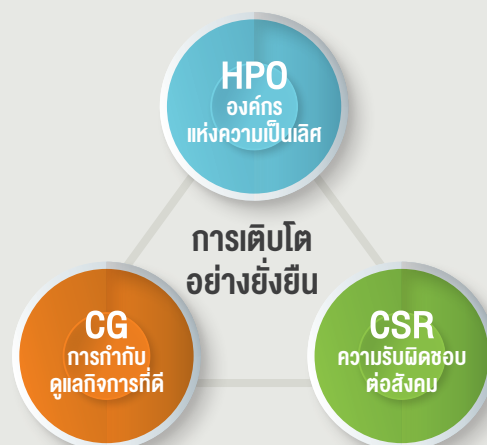 HPO
องค์กร
แห่งความเป็นเลิศ
การเติบโต
อย่างยั่งยืน
CG
การกำกับ
ดูแลกิจการที่ดี
CSR
ความรับผิดชอบ
ต่อสังคม